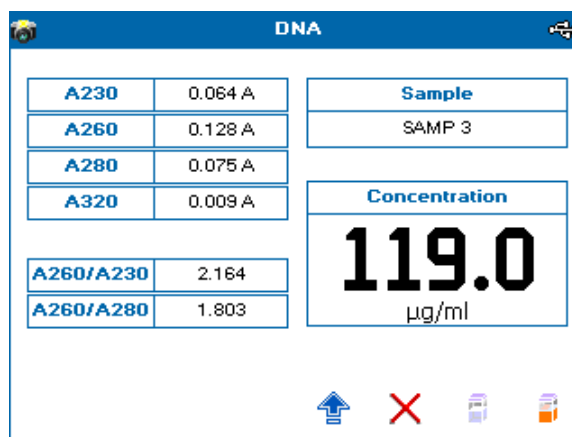 DNA
A230 0.064 A
A260 0.128 A
A280 0.075 A
A320 0.009 A
A260/A230 2.164
A260/A280 1.803
Sample
SAMP 3
Concentration
119.0
µg/ml